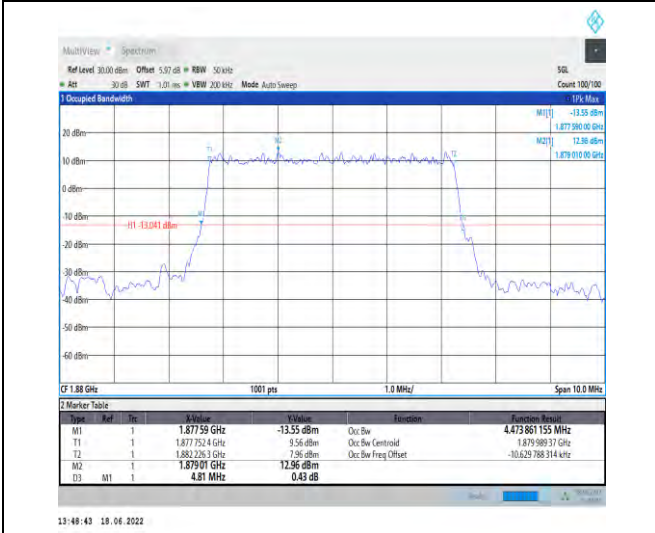 MultiView Spectrum
Ref Level 30.00 dBm Offset 5.97 dB RBW 50 kHz SGL
Att 30 dB SWT 1.01 ms VBW 200 kHz Mode Auto Sweep Count 100/100
1 Occupied Bandwidth 1Pk Max
M1[1] -13.55 dBm
1.877 590 00 GHz
M2[1] 12.96 dBm
1.879 010 00 GHz
20 dBm
T1 M2 T2
10 dBm
0 dBm
-10 dBm
M1
H1 -13.041 dBm
-20 dBm
-30 dBm
-40 dBm
-50 dBm
-60 dBm
CF 1.88 GHz 1001 pts 1.0 MHz/ Span 10.0 MHz
2 Marker Table
Type Ref Trc X-Value Y-Value Function Function Result
M1 1 1.87759 GHz -13.55 dBm Occ Bw 4.473 861 155 MHz
T1 1 1.877 752 4 GHz 9.56 dBm Occ Bw Centroid 1.879 989 37 GHz
T2 1 1.882 226 3 GHz 7.96 dBm Occ Bw Freq Offset -10.629 788 314 kHz
M2 1 1.87901 GHz 12.96 dBm
D3 M1 1 4.81 MHz 0.43 dB
13:48:43 18.06.2022